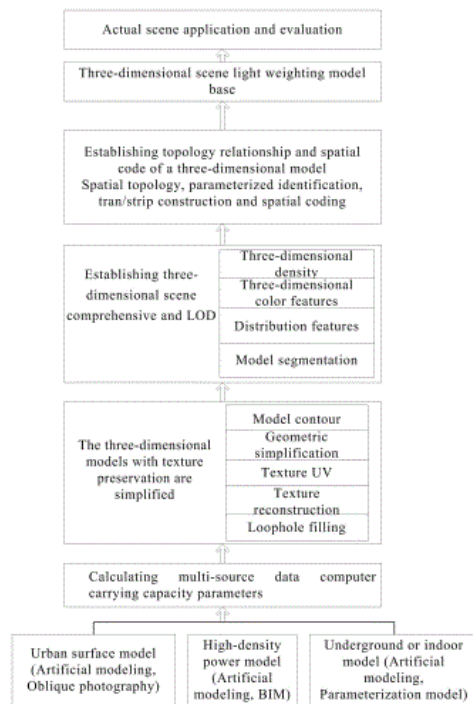 Actual scene application and evaluation
Three-dimensional scene light weighting model
base
Establishing topology relationship and spatial
code of a three-dimensional model
Spatial topology, parameterized identification,
tran/strip construction and spatial coding
Establishing three-
dimensional scene
comprehensive and LOD
Three-dimensional
density
Three-dimensional
color features
Distribution features
Model segmentation
The three-dimensional
models with texture
preservation are
simplified
Model contour
Geometric
simplification
Texture UV
Texture
reconstruction
Loophole filling
Calculating multi-source data computer
carrying capacity parameters
Urban surface model
(Artificial modeling,
Oblique photography)
High-density
power model
(Artificial
modeling, BIM)
Underground or indoor
model (Artificial
modeling,
Parameterization model)